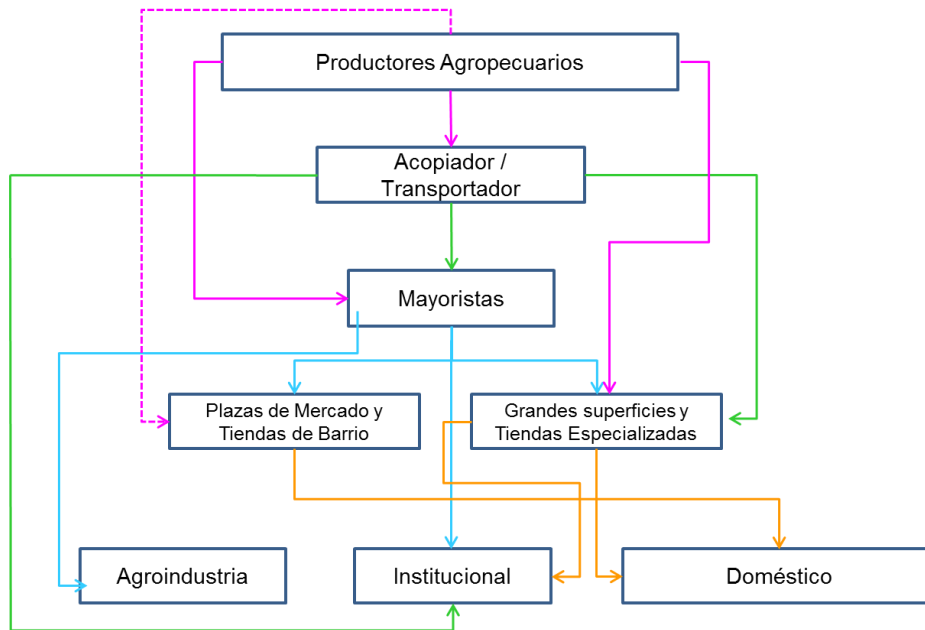 Productores Agropecuarios
Acopiador /
Transportador
Mayoristas
Plazas de Mercado y
Tiendas de Barrio
Grandes superficies y
Tiendas Especializadas
Agroindustria
Institucional
Doméstico